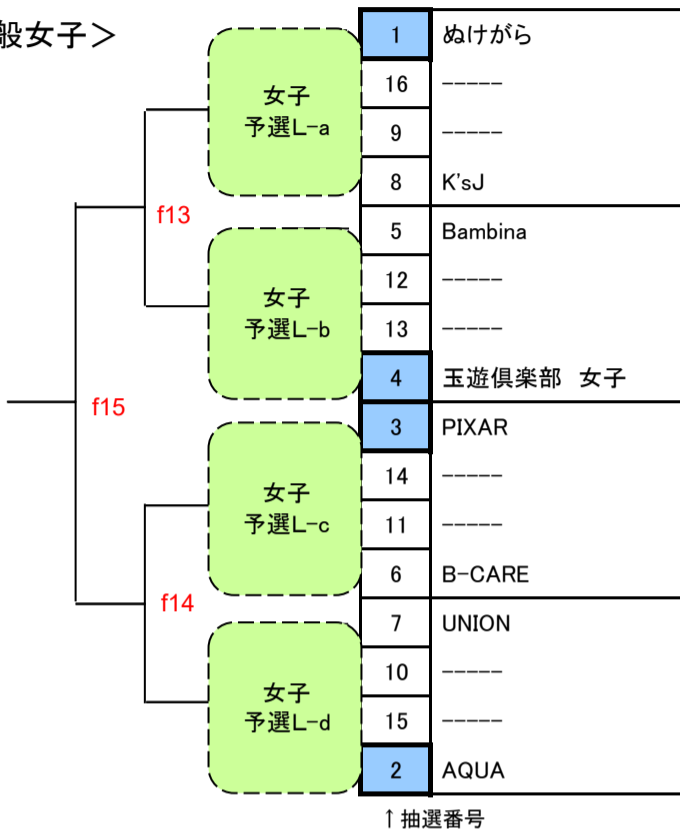 般女子＞
女子
予選L-a
女子
予選L-b
女子
予選L-c
女子
予選L-d
f13
f15
f14
1 ぬけがら
16 -----
9 -----
8 K'sJ
5 Bambina
12 -----
13 -----
4 玉遊倶楽部　女子
3 PIXAR
14 -----
11 -----
6 B-CARE
7 UNION
10 -----
15 -----
2 AQUA
↑抽選番号